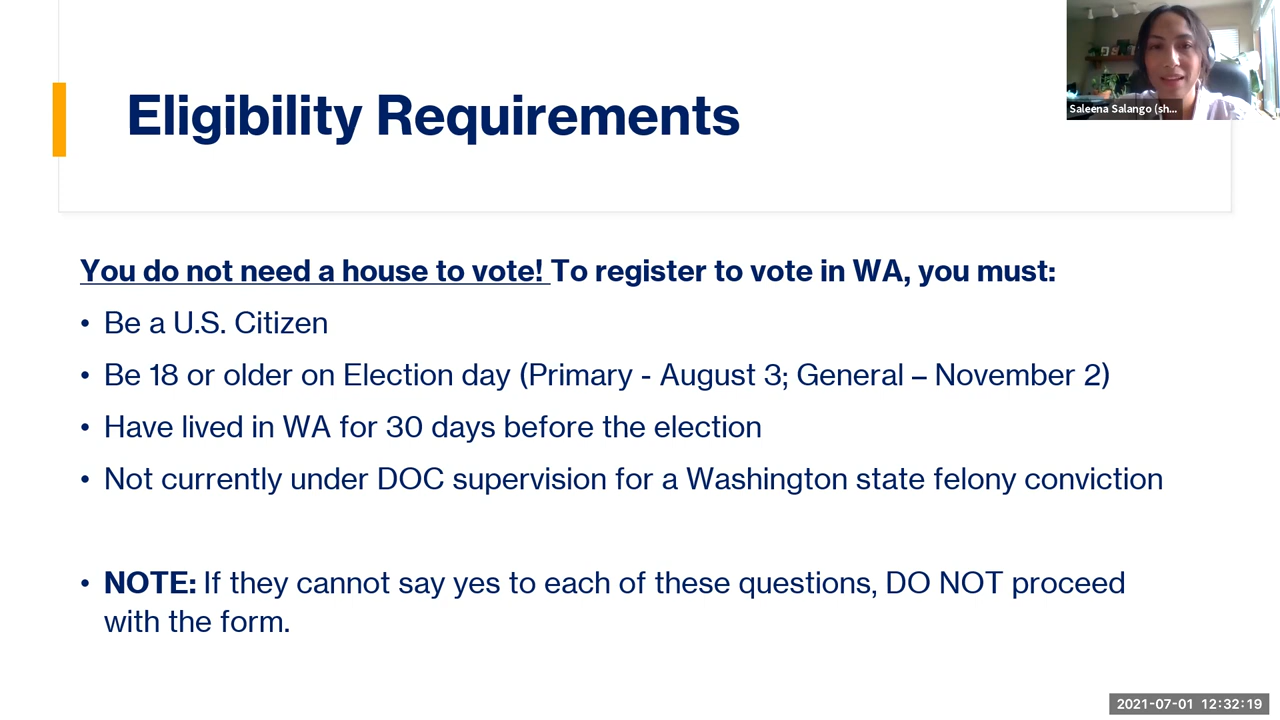 Eligibility Requirements
Saleena Salango (sh...
You do not need a house to vote! To register to vote in WA, you must:
• Be a U.S. Citizen
• Be 18 or older on Election day (Primary - August 3; General – November 2)
• Have lived in WA for 30 days before the election
• Not currently under DOC supervision for a Washington state felony conviction
• NOTE: If they cannot say yes to each of these questions, DO NOT proceed
with the form.
2021-07-01 12:32:19